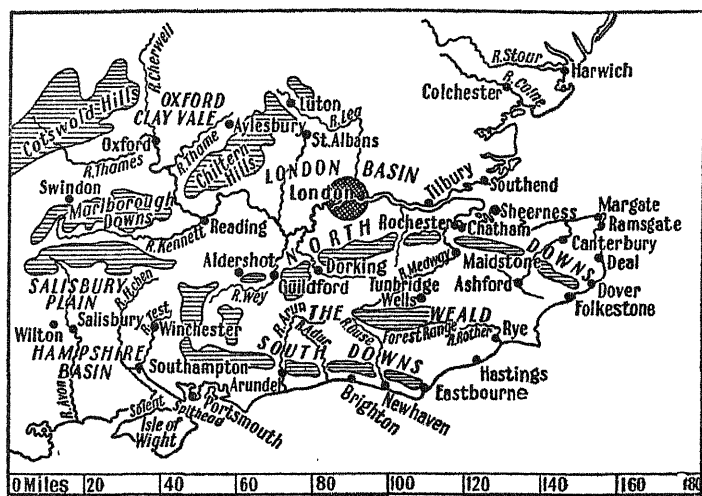 R. Cherwell
R. Stour
Harwich
R. Colne
Colchester
Cotswold Hills
OXFORD
CLAY VALE
Luton
R. Lea
Aylesbury
St. Albans
Oxford
R. Thame
R. Thames
Chiltern
Hills
LONDON BASIN
London
Tilbury
Southend
Swindon
Marlborough
Downs
Reading
R. Kennett
Sheerness
Margate
Ramsgate
Rochester
Chatham
Canterbury
NORTH DOWNS
Deal
Aldershot
Dorking
R. Medway
Maidstone
Guildford
R. Wey
Tunbridge
Wells
Ashford
Dover
Folkestone
SALISBURY
PLAIN
R. Itchen
R. Test
Wilton
Salisbury
Winchester
THE WEALD
Forest Range
R. Rother
Rye
R. Arun
R. Adur
R. Ouse
HAMPSHIRE
BASIN
SOUTH DOWNS
Southampton
Arundel
Hastings
Eastbourne
Newhaven
Brighton
R. Avon
Solent
Spithead
Portsmouth
Isle of
Wight
0 Miles 20 40 60 80 100 120 140 160 180